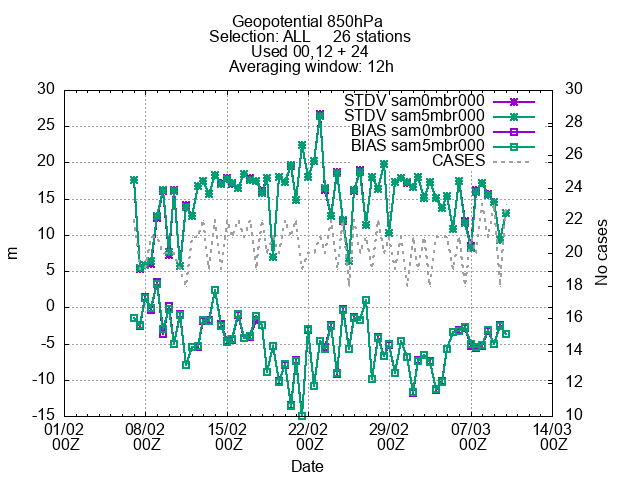 Geopotential 850hPa
Selection: ALL 26 stations
Used 00,12 + 24
Averaging window: 12h
STDV sam0mbr000
STDV sam5mbr000
BIAS sam0mbr000
BIAS sam5mbr000
CASES
30
25
20
15
10
5
0
-5
-10
-15
m
30
28
26
24
22
20
18
16
14
12
10
No cases
01/02 08/02 15/02 22/02 29/02 07/03 14/03
00Z 00Z 00Z 00Z 00Z 00Z 00Z
Date